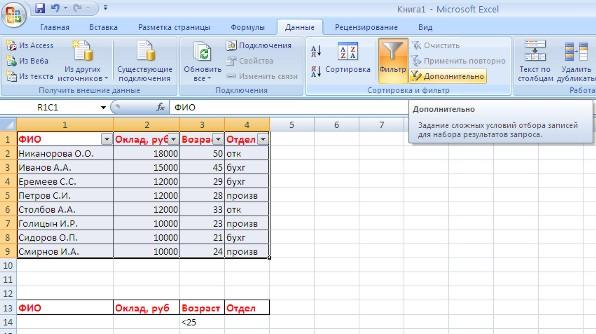 Книга1 - Microsoft Excel
Главная Вставка Разметка страницы Формулы Данные Рецензирование Вид
Из Access
Из Веба
Из текста
Из других источников
Существующие подключения
Получить внешние данные
Обновить все
Подключения
Свойства
Изменить связи
Подключения
Сортировка
Фильтр
Очистить
Применить повторно
Дополнительно
Сортировка и фильтр
Текст по столбцам
Удалить дубликаты
Работа
R1C1 fx ФИО
Дополнительно
Задание сложных условий отбора записей
для набора результатов запроса.
1 2 3 4 5 6 7 8 9 10
1 ФИО Оклад, руб Возраст Отдел
2 Никанорова О.О. 18000 50 отк
3 Иванов А.А. 15000 45 бухг
4 Еремеев С.С. 12000 29 бухг
5 Петров С.И. 12000 28 произв
6 Столбов А.А. 12000 33 отк
7 Голицын И.Р. 10000 23 произв
8 Сидоров О.П. 10000 21 бухг
9 Смирнов И.А. 10000 24 произв
10
11
12
13 ФИО Оклад, руб Возраст Отдел
14 <25